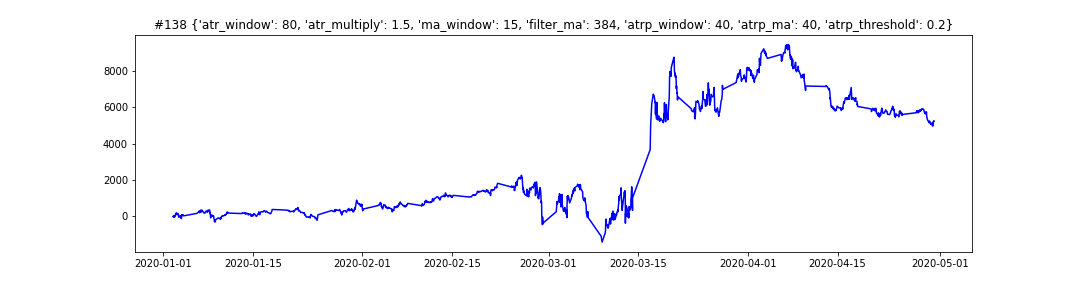 #138 {'atr_window': 80, 'atr_multiply': 1.5, 'ma_window': 15, 'filter_ma': 384, 'atrp_window': 40, 'atrp_ma': 40, 'atrp_threshold': 0.2}
8000
6000
4000
2000
0
2020-01-01 2020-01-15 2020-02-01 2020-02-15 2020-03-01 2020-03-15 2020-04-01 2020-04-15 2020-05-01